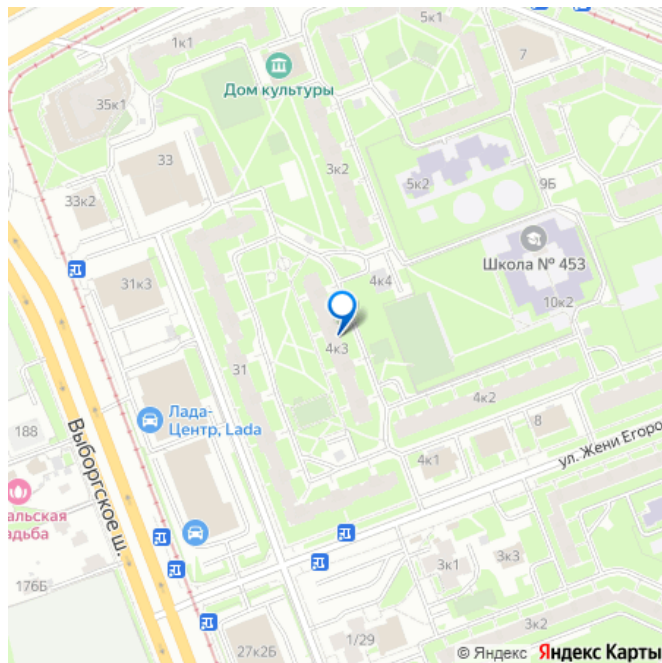 5к1
1к1
7
Дом культуры
35к1
33
3к2
5к2
9Б
33к2
Школа № 453
31к3
4к4
10к2
4к3
31
4к2
Лада-
Центр, Lada
8
188
Выборгское ш.
4к1
ул. Жени Егоро
альская
адьба
3к3
3к1
176Б
3к2
27к2Б
1/29
© Яндекс Яндекс Карты